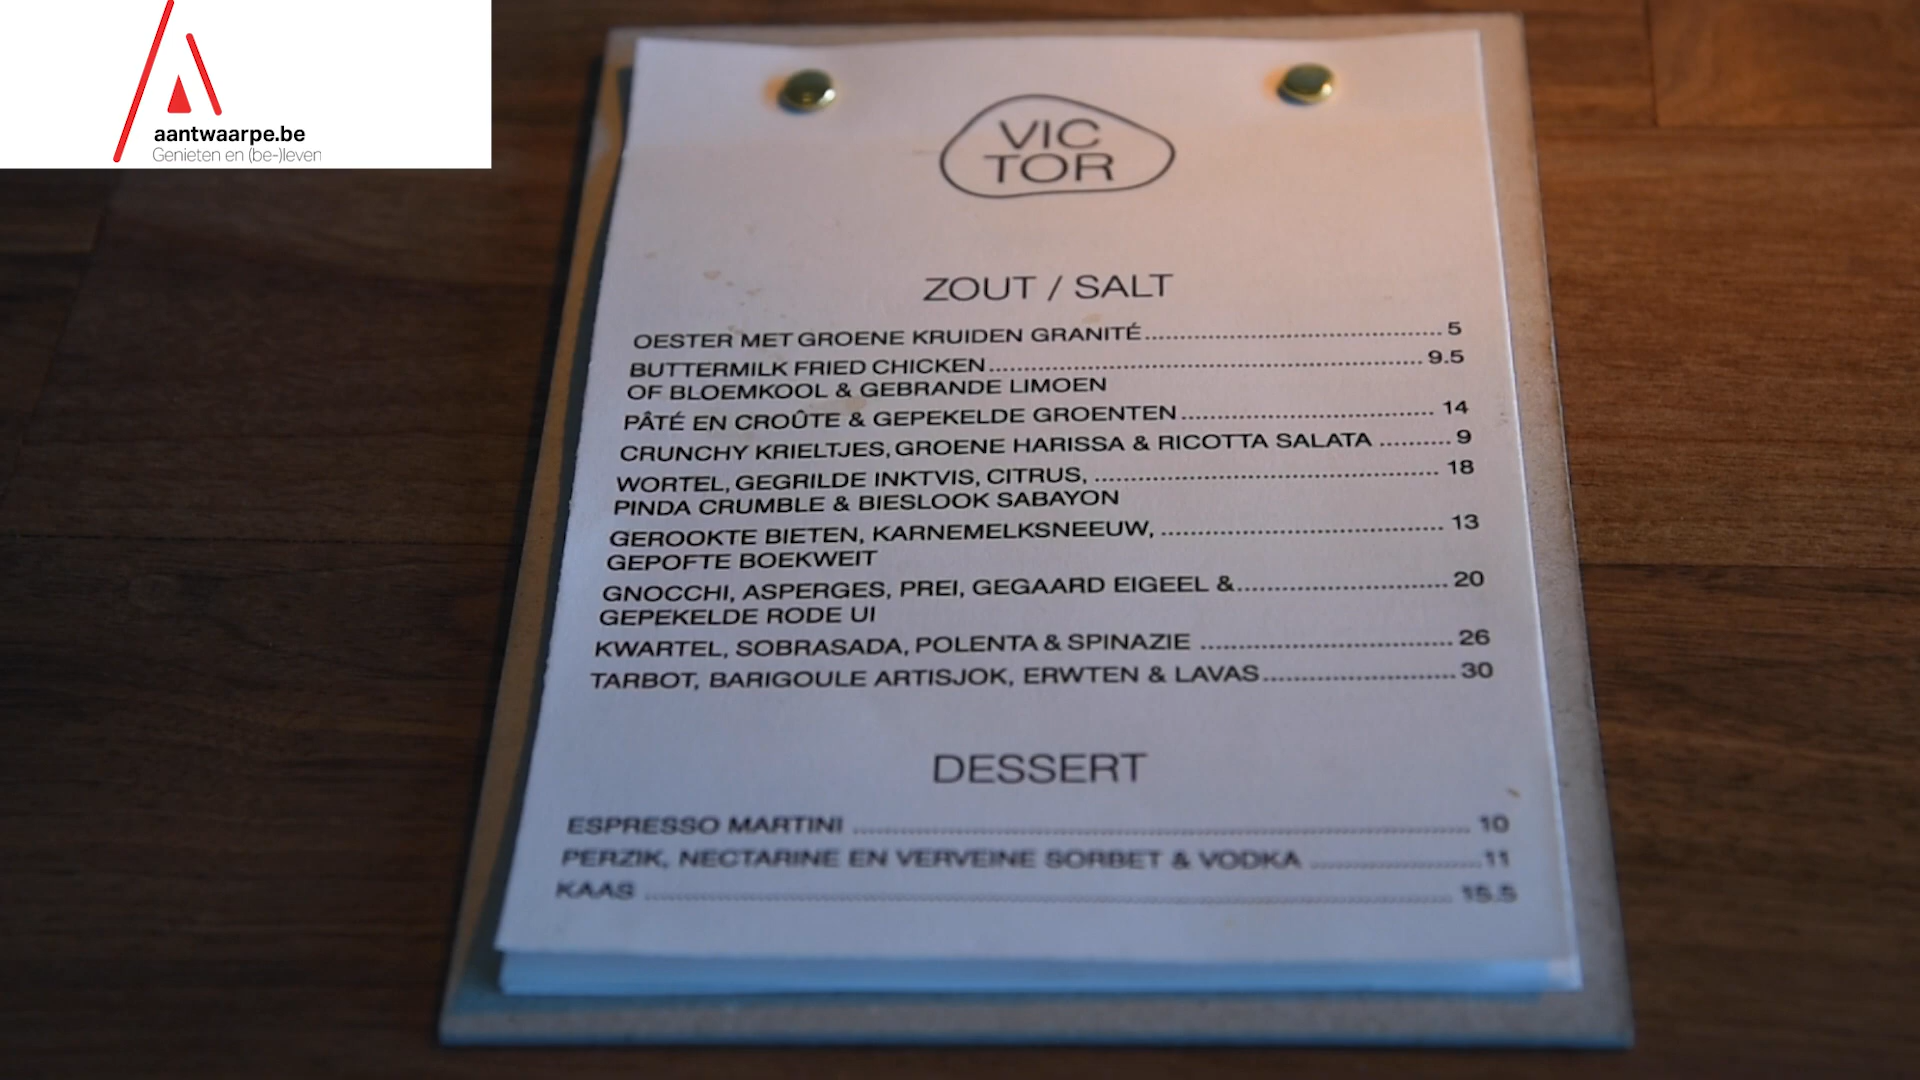 aantwaarpe.be
Genieten en (be-)leven
VIC
TOR
ZOUT / SALT
OESTER MET GROENE KRUIDEN GRANITÉ 5
BUTTERMILK FRIED CHICKEN 9.5
OF BLOEMKOOL & GEBRANDE LIMOEN
PÂTÉ EN CROÛTE & GEPEKELDE GROENTEN 14
CRUNCHY KRIELTJES, GROENE HARISSA & RICOTTA SALATA 9
WORTEL, GEGRILDE INKTVIS, CITRUS, 18
PINDA CRUMBLE & BIESLOOK SABAYON
GEROOKTE BIETEN, KARNEMELKSNEEUW, 13
GEPOFTE BOEKWEIT
GNOCCHI, ASPERGES, PREI, GEGAARD EIGEEL & 20
GEPEKELDE RODE UI
KWARTEL, SOBRASADA, POLENTA & SPINAZIE 26
TARBOT, BARIGOULE ARTISJOK, ERWTEN & LAVAS 30
DESSERT
ESPRESSO MARTINI 10
PERZIK, NECTARINE EN VERVEINE SORBET & VODKA 11
KAAS 15.5